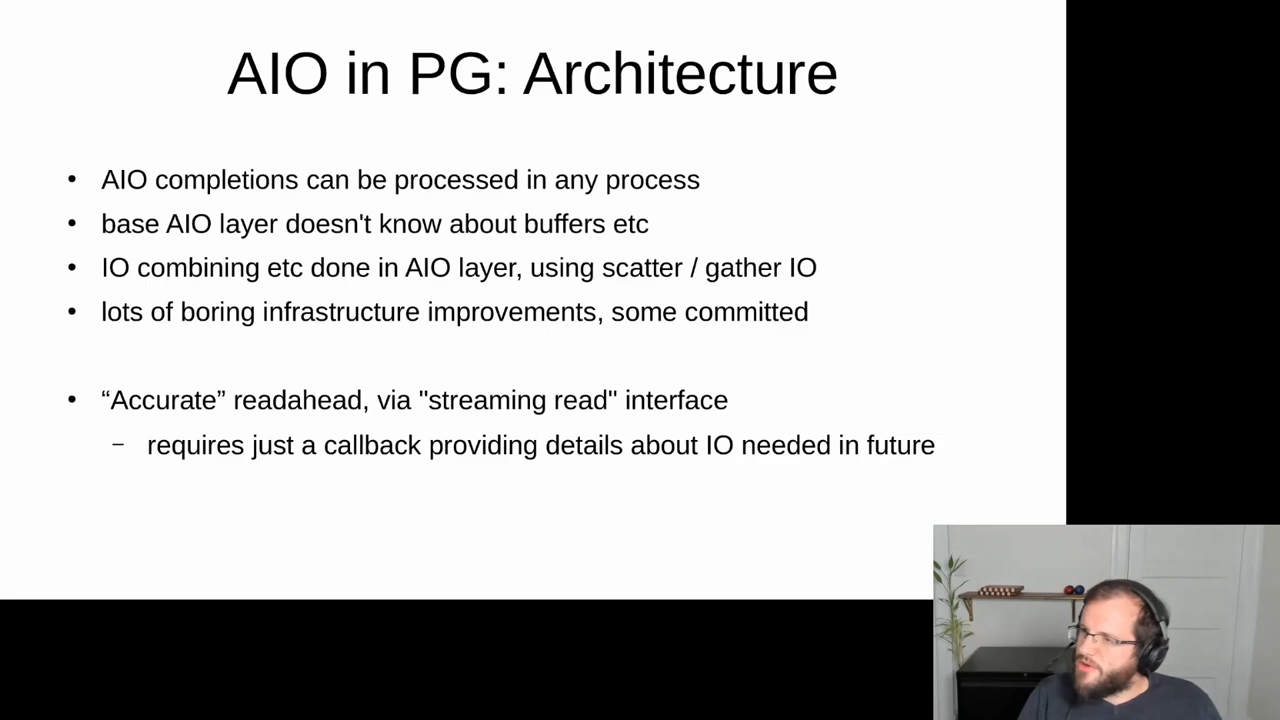 AIO in PG: Architecture
• AIO completions can be processed in any process
• base AIO layer doesn't know about buffers etc
• IO combining etc done in AIO layer, using scatter / gather IO
• lots of boring infrastructure improvements, some committed
• “Accurate” readahead, via "streaming read" interface
– requires just a callback providing details about IO needed in future